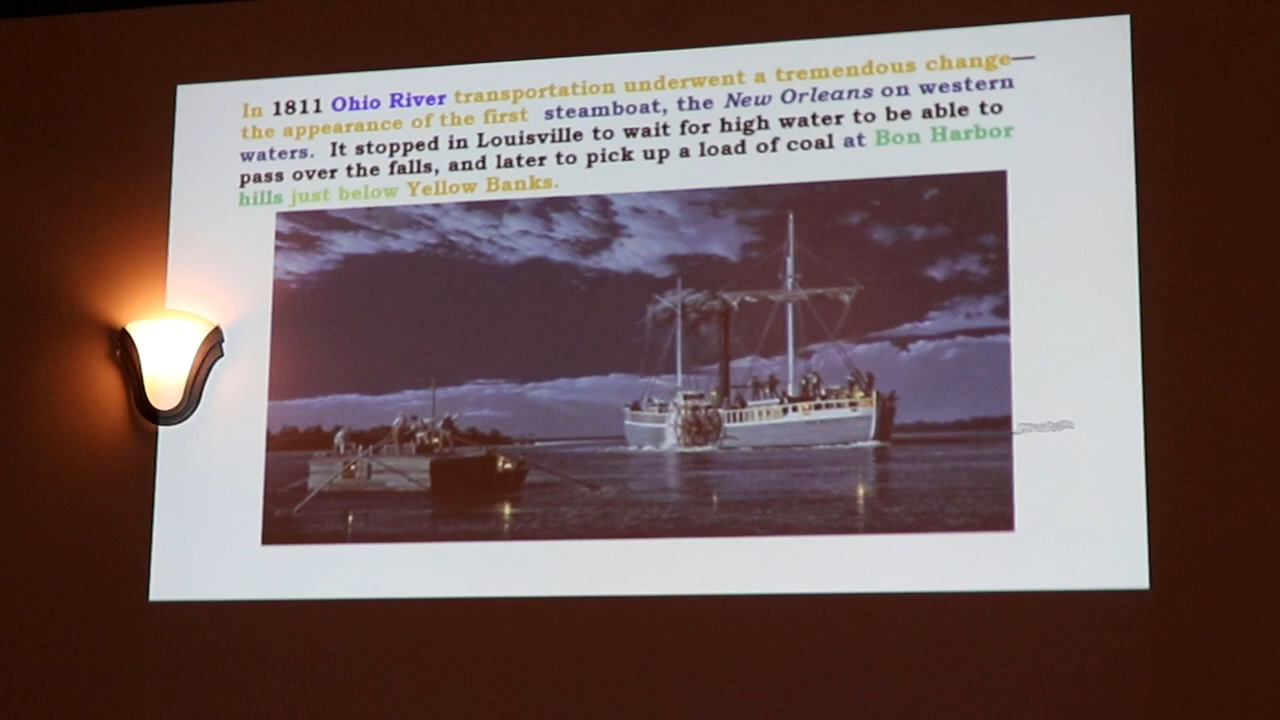 In 1811 Ohio River transportation underwent a tremendous change—
the appearance of the first steamboat, the New Orleans on western
waters. It stopped in Louisville to wait for high water to be able to
pass over the falls, and later to pick up a load of coal at Bon Harbor
hills just below Yellow Banks.